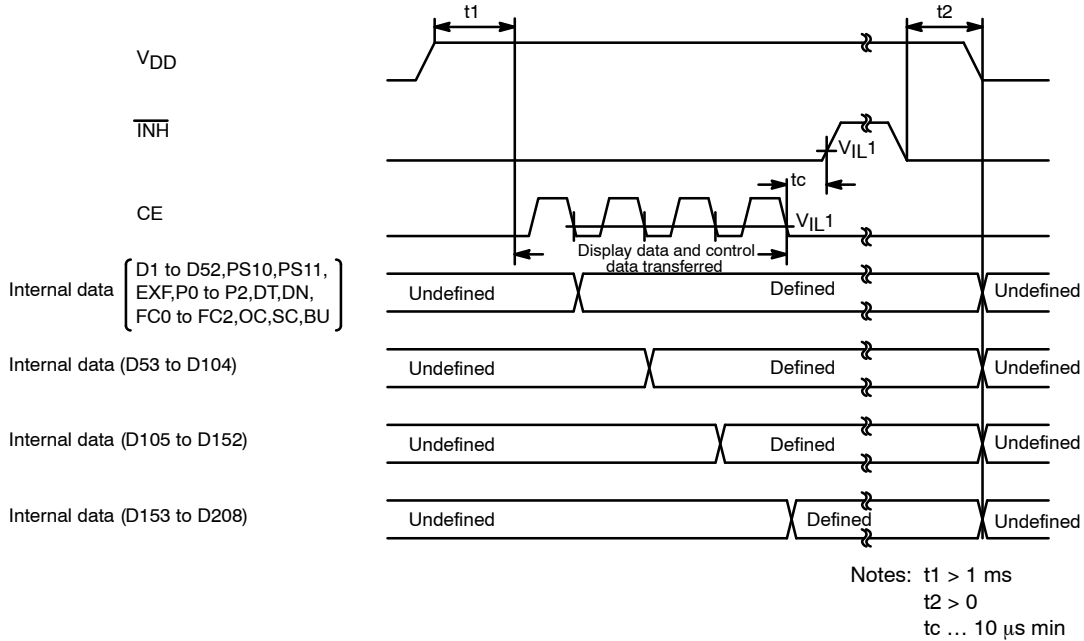 t1
t2
VDD
INH
VIL1
tc
CE
VIL1
Display data and control
data transferred
Internal data
D1 to D52,PS10,PS11,
EXF,P0 to P2,DT,DN,
FC0 to FC2,OC,SC,BU
Undefined
Defined
Undefined
Internal data (D53 to D104)
Undefined
Defined
Undefined
Internal data (D105 to D152)
Undefined
Defined
Undefined
Internal data (D153 to D208)
Undefined
Defined
Undefined
Notes: t1 > 1 ms
t2 > 0
tc … 10 μs min